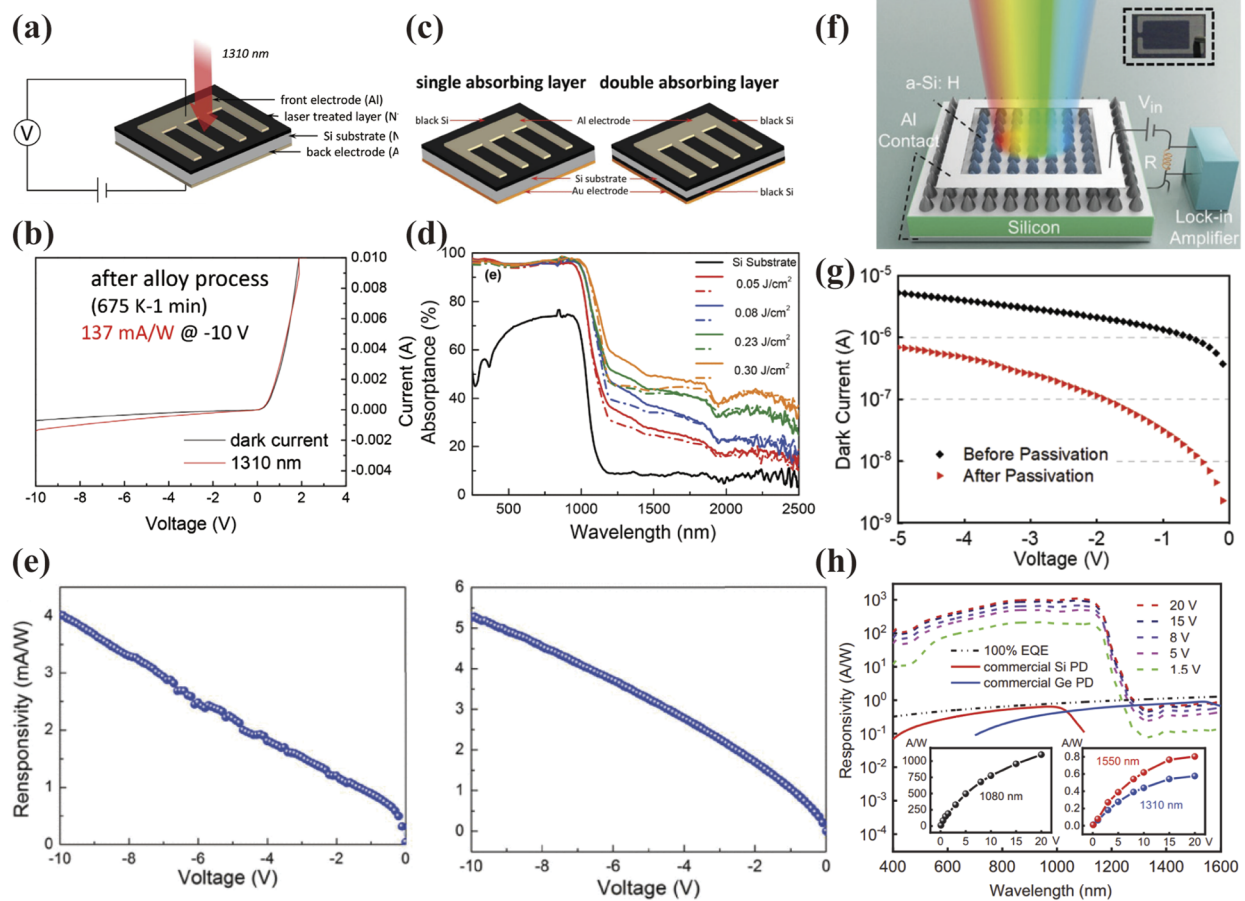 (a)
1310 nm
front electrode (Al)
laser treated layer (N
Si substrate (N
back electrode (A
V
(b)
after alloy process
(675 K-1 min)
137 mA/W @ -10 V
dark current
1310 nm
0.010
0.008
0.006
0.004
0.002
0.000
-0.002
-0.004
Current (A)
-10 -8 -6 -4 -2 0 2 4
Voltage (V)
(c)
single absorbing layer
double absorbing layer
black Si
Al electrode
black Si
Si substrate
Au electrode
black Si
(d)
(e)
Si Substrate
0.05 J/cm²
0.08 J/cm²
0.23 J/cm²
0.30 J/cm²
100
80
60
40
20
0
Absorptance (%)
500 1000 1500 2000 2500
Wavelength (nm)
(e)
4
3
2
1
0
Rensponsivity (mA/W)
-10 -8 -6 -4 -2 0
Voltage (V)
6
5
4
3
2
1
0
-10 -8 -6 -4 -2 0
Voltage (V)
(f)
a-Si: H
Al
Contact
Silicon
Vin
R
Lock-in
Amplifier
(g)
10-5
10-6
10-7
10-8
10-9
Dark Current (A)
Before Passivation
After Passivation
-5 -4 -3 -2 -1 0
Voltage (V)
(h)
10³
10²
10¹
10⁰
10⁻¹
10⁻²
10⁻³
10⁻⁴
Responsivity (A/W)
20 V
15 V
8 V
5 V
1.5 V
100% EQE
commercial Si PD
commercial Ge PD
A/W
1000
750
500
250
0
1080 nm
0 5 10 15 20 V
A/W
0.8
0.6
0.4
0.2
0.0
1550 nm
1310 nm
0 5 10 15 20 V
400 600 800 1000 1200 1400 1600
Wavelength (nm)